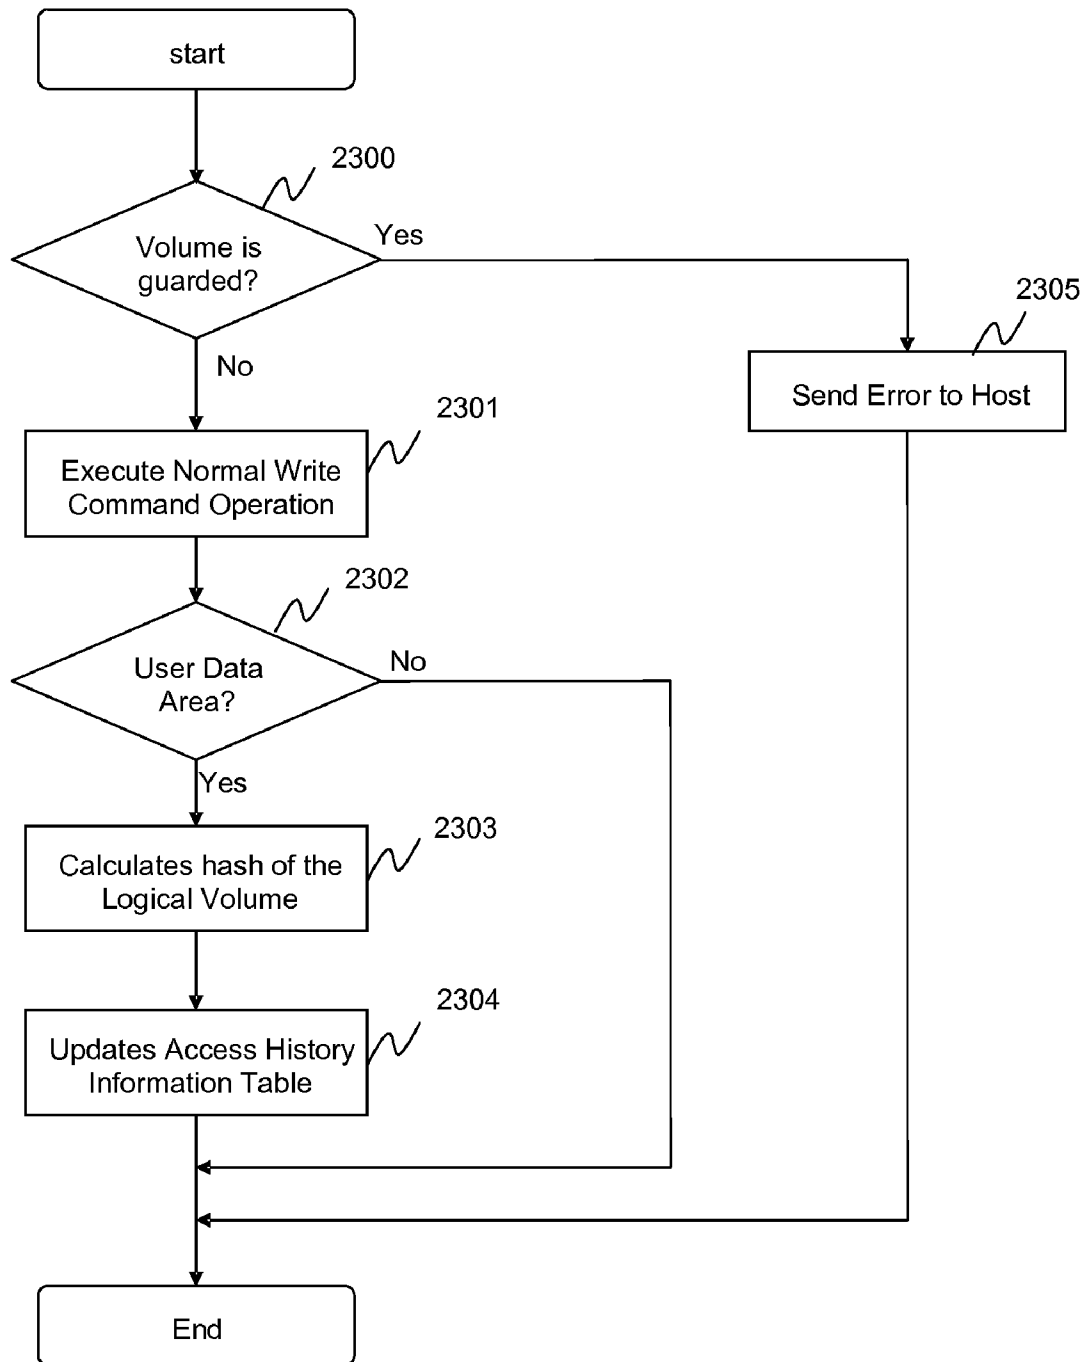 start
2300
Volume is
guarded?
Yes
No
2305
Send Error to Host
2301
Execute Normal Write
Command Operation
2302
User Data
Area?
No
Yes
2303
Calculates hash of the
Logical Volume
2304
Updates Access History
Information Table
End